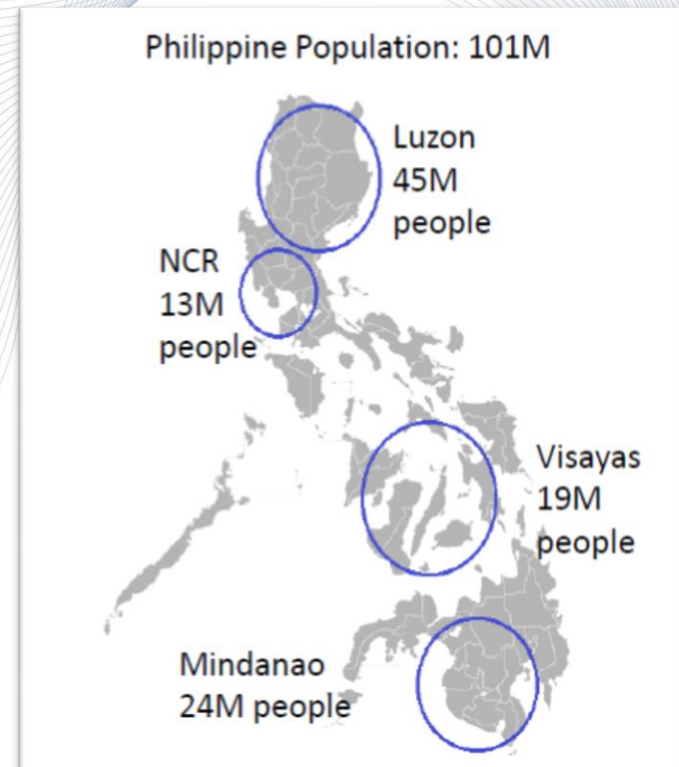 Philippine Population: 101M
Luzon
45M
people
NCR
13M
people
Visayas
19M
people
Mindanao
24M people